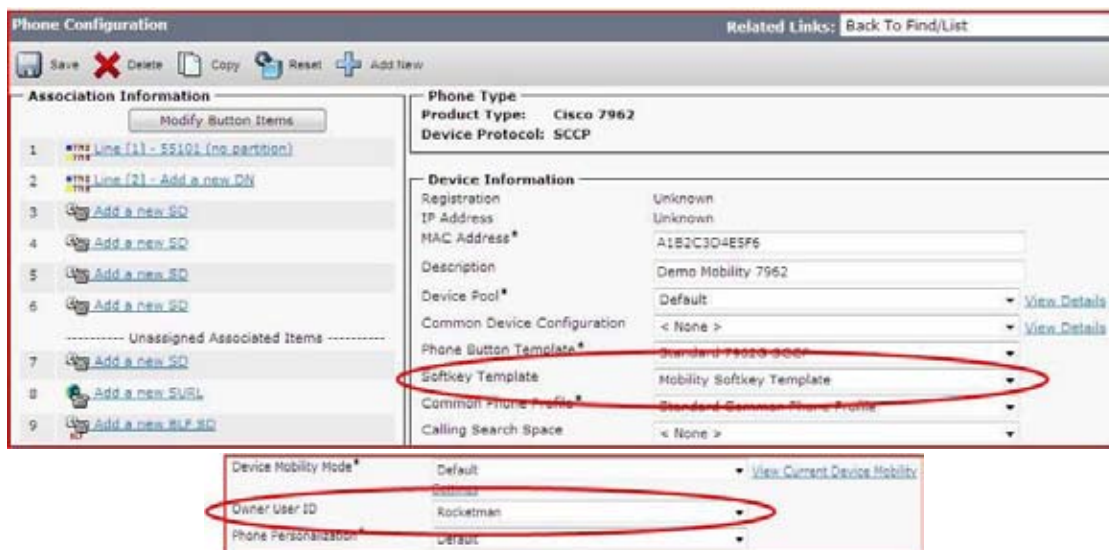 Phone Configuration
Related Links: Back To Find/List
Save Delete Copy Reset Add New
Association Information
Modify Button Items
1 Line [1] - 55101 (no partition)
2 Line [2] - Add a new DN
3 Add a new SD
4 Add a new SD
5 Add a new SD
6 Add a new SD
---------- Unassigned Associated Items ----------
7 Add a new SD
8 Add a new SURL
9 Add a new BLF SD
Phone Type
Product Type: Cisco 7962
Device Protocol: SCCP
Device Information
Registration Unknown
IP Address Unknown
MAC Address* A1B2C3D4E5F6
Description Demo Mobility 7962
Device Pool* Default View Details
Common Device Configuration < None > View Details
Phone Button Template* Standard 7962G SCCP
Softkey Template Mobility Softkey Template
Common Phone Profile* Standard Common Phone Profile
Calling Search Space < None >
Device Mobility Mode* Default View Current Device Mobility
Settings
Owner User ID Rocketman
Phone Personalization* Default